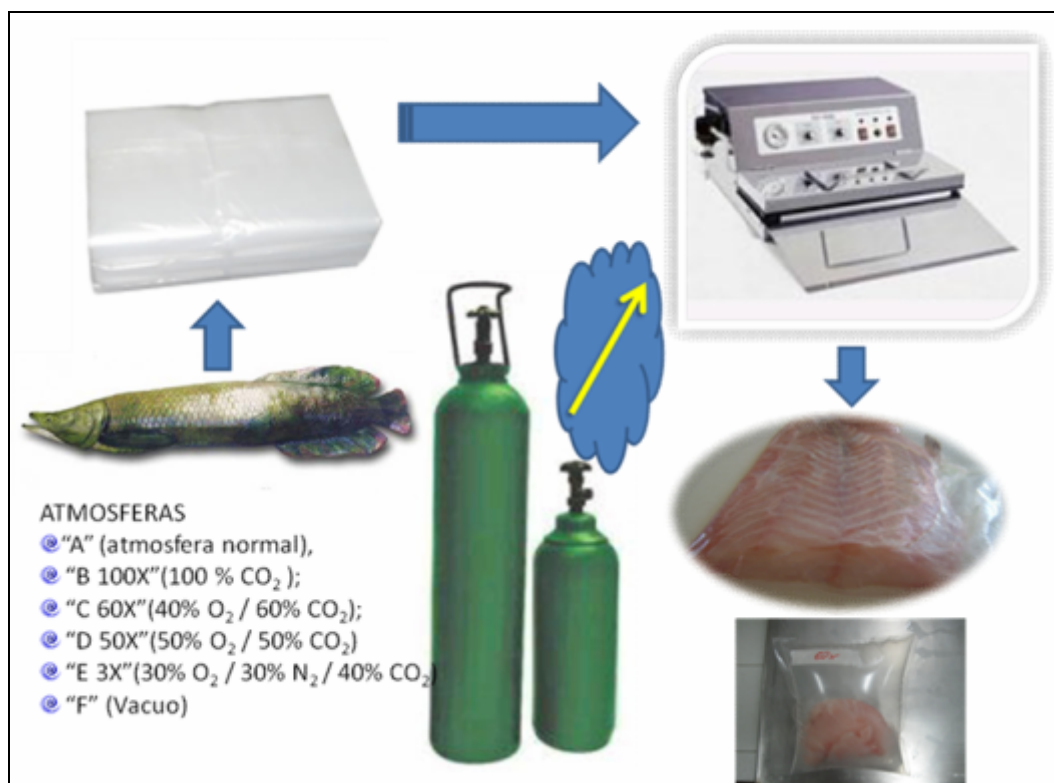 ATMOSFERAS
"A" (atmosfera normal),
"B 100X"(100 % CO₂ );
"C 60X"(40% O₂ / 60% CO₂);
"D 50X"(50% O₂ / 50% CO₂)
"E 3X"(30% O₂ / 30% N₂ / 40% CO₂)
"F" (Vacuo)